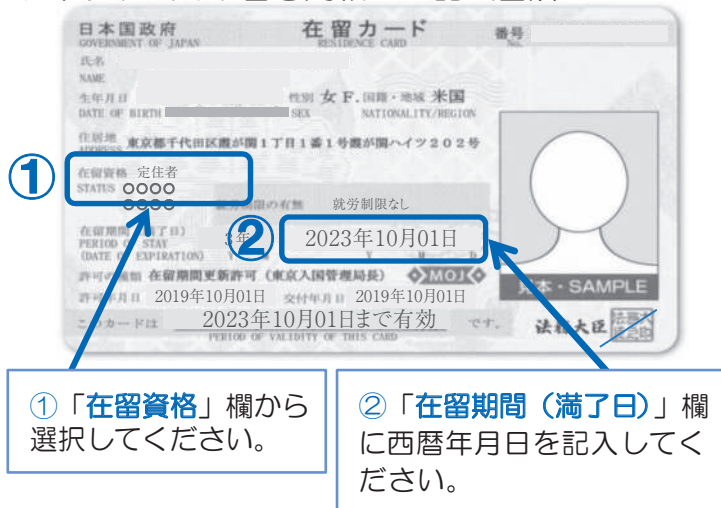 日本国政府 在留カード 番号
GOVERNMENT OF JAPAN RESIDENCE CARD No.
氏名
NAME
生年月日 性別 女 F. 国籍・地域 米国
DATE OF BIRTH SEX NATIONALITY/REGION
住居地 東京都千代田区霞が関1丁目1番1号霞が関ハイツ202号
ADDRESS
①
在留資格 定住者
STATUS ○○○○
○○○○
就労制限の有無 就労制限なし
②
在留期間(満了日) 3年 2023年10月01日
PERIOD OF STAY
(DATE OF EXPIRATION) Y M D
許可の種類 在留期間更新許可(東京入国管理局長) MOJ
許可年月日 2019年10月01日 交付年月日 2019年10月01日
見本・SAMPLE
このカードは 2023年10月01日まで有効 です。
PERIOD OF VALIDITY OF THIS CARD
法務大臣
①「在留資格」欄から
選択してください。
②「在留期間(満了日)」欄
に西暦年月日を記入してく
ださい。